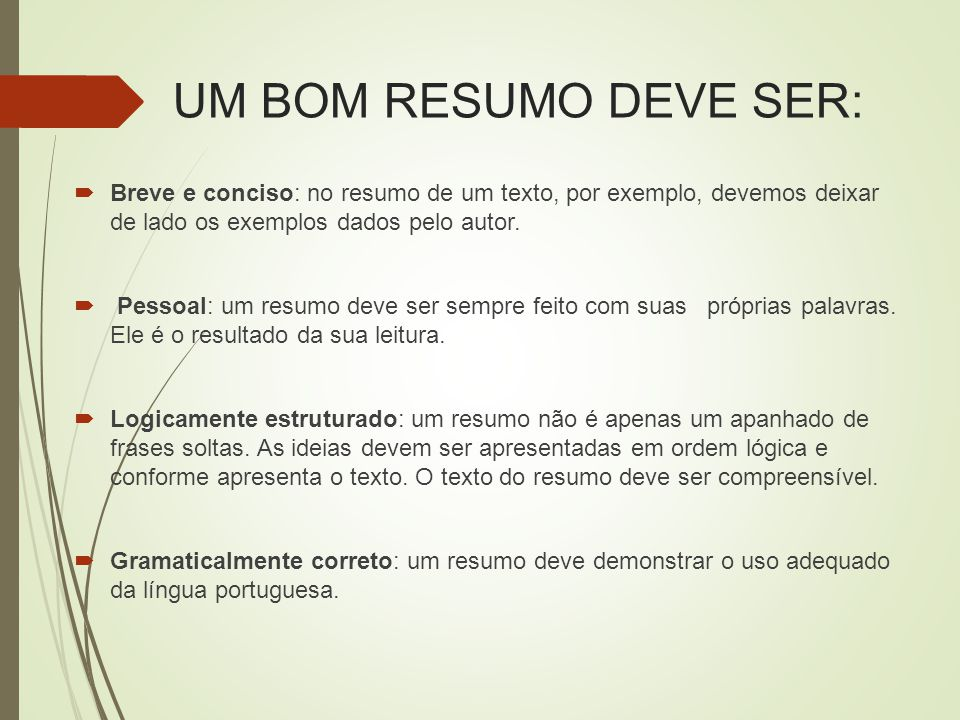 UM BOM RESUMO DEVE SER:
Breve e conciso: no resumo de um texto, por exemplo, devemos deixar
de lado os exemplos dados pelo autor.
Pessoal: um resumo deve ser sempre feito com suas próprias palavras.
Ele é o resultado da sua leitura.
Logicamente estruturado: um resumo não é apenas um apanhado de
frases soltas. As ideias devem ser apresentadas em ordem lógica e
conforme apresenta o texto. O texto do resumo deve ser compreensível.
Gramaticalmente correto: um resumo deve demonstrar o uso adequado
da língua portuguesa.